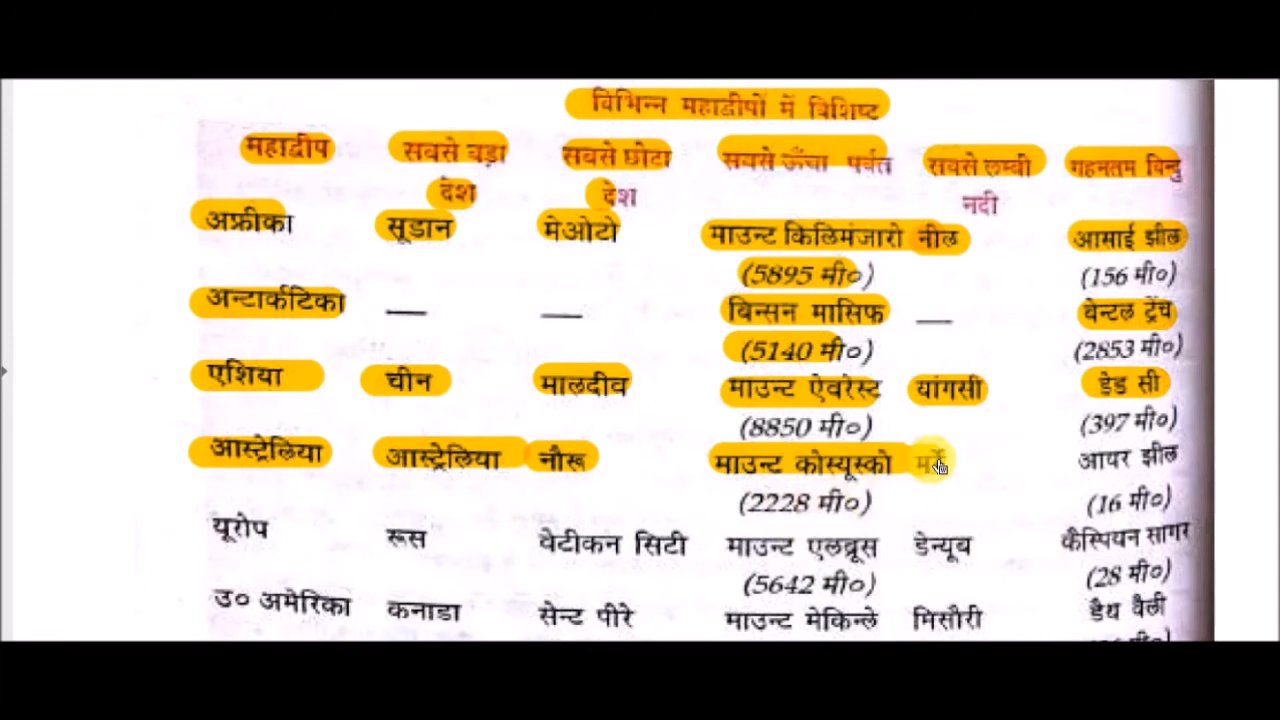 विभिन्न महाद्वीपों में विशिष्ट
महाद्वीप सबसे बड़ा सबसे छोटा सबसे ऊँचा पर्वत सबसे लम्बी गहनतम बिन्दु
देश देश नदी
अफ्रीका सूडान मेओटो माउन्ट किलिमंजारो नील आसाई झील
(5895 मी०) (156 मी०)
अन्टार्कटिका — — विन्सन मासिफ — बेन्टल ट्रेंच
(5140 मी०) (2853 मी०)
एशिया चीन मालदीव माउन्ट ऐवरेस्ट यांगसी डेड सी
(8850 मी०) (397 मी०)
आस्ट्रेलिया आस्ट्रेलिया नौरू माउन्ट कोस्यूस्को आयर झील
(2228 मी०) (16 मी०)
यूरोप रूस वेटीकन सिटी माउन्ट एलब्रूस डेन्यूब कैस्पियन सागर
(5642 मी०) (28 मी०)
उ० अमेरिका कनाडा सेन्ट पीरे माउन्ट मेकिन्ले मिसौरी डैथ वैली